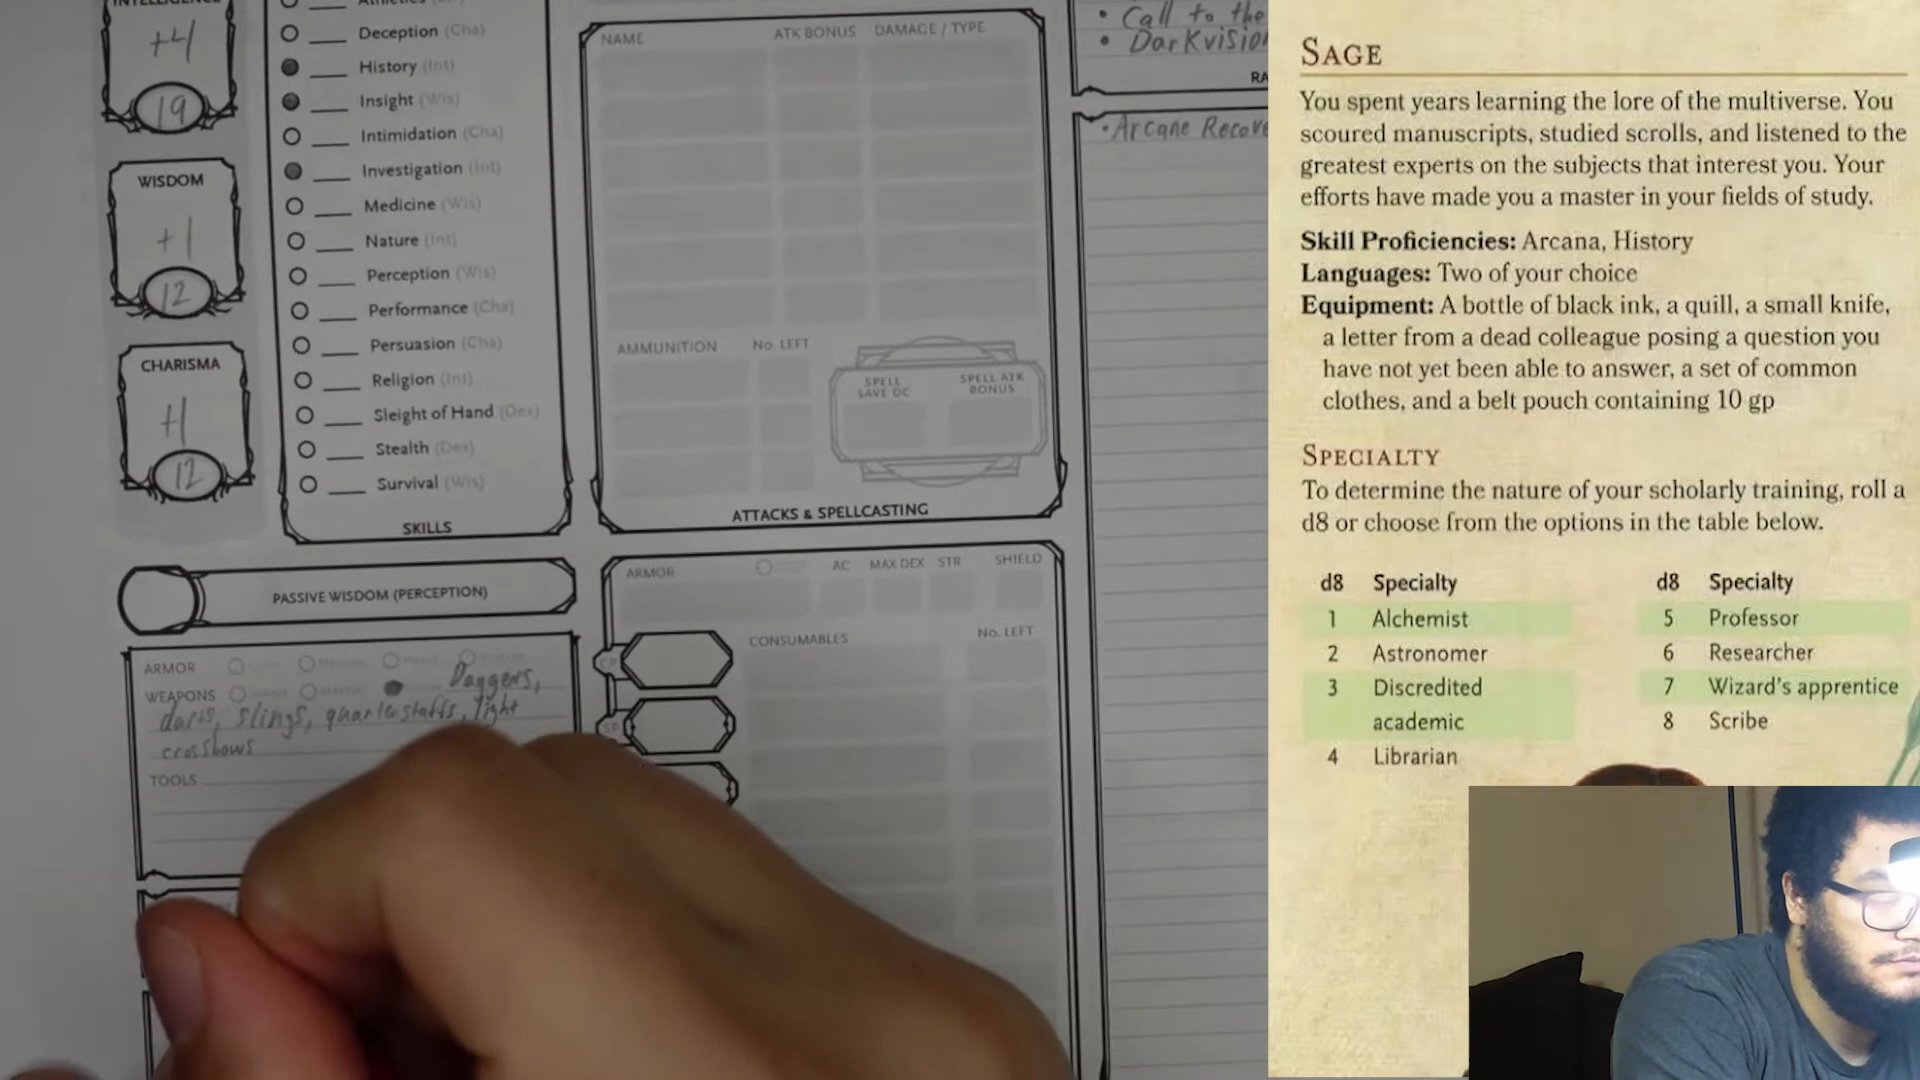 +4
19
Deception (Cha)
History (Int)
Insight (Wis)
Intimidation (Cha)
Investigation (Int)
Medicine (Wis)
Nature (Int)
Perception (Wis)
Performance (Cha)
Persuasion (Cha)
Religion (Int)
Sleight of Hand (Dex)
Stealth (Dex)
Survival (Wis)
SKILLS
WISDOM
+1
12
CHARISMA
+1
12
PASSIVE WISDOM (PERCEPTION)
ARMOR
WEAPONS Daggers,
darts, slings, quarterstaffs, light
crossbows
TOOLS
NAME ATK BONUS DAMAGE / TYPE
AMMUNITION No. LEFT
SPELL SAVE DC
SPELL ATK BONUS
ATTACKS & SPELLCASTING
ARMOR AC MAX DEX STR SHIELD
CONSUMABLES No. LEFT
• Call to the
• Darkvision
RA
• Arcane Recove
SAGE
You spent years learning the lore of the multiverse. You
scoured manuscripts, studied scrolls, and listened to the
greatest experts on the subjects that interest you. Your
efforts have made you a master in your fields of study.
Skill Proficiencies: Arcana, History
Languages: Two of your choice
Equipment: A bottle of black ink, a quill, a small knife,
a letter from a dead colleague posing a question you
have not yet been able to answer, a set of common
clothes, and a belt pouch containing 10 gp
SPECIALTY
To determine the nature of your scholarly training, roll a
d8 or choose from the options in the table below.
d8 Specialty d8 Specialty
1 Alchemist 5 Professor
2 Astronomer 6 Researcher
3 Discredited 7 Wizard's apprentice
academic 8 Scribe
4 Librarian